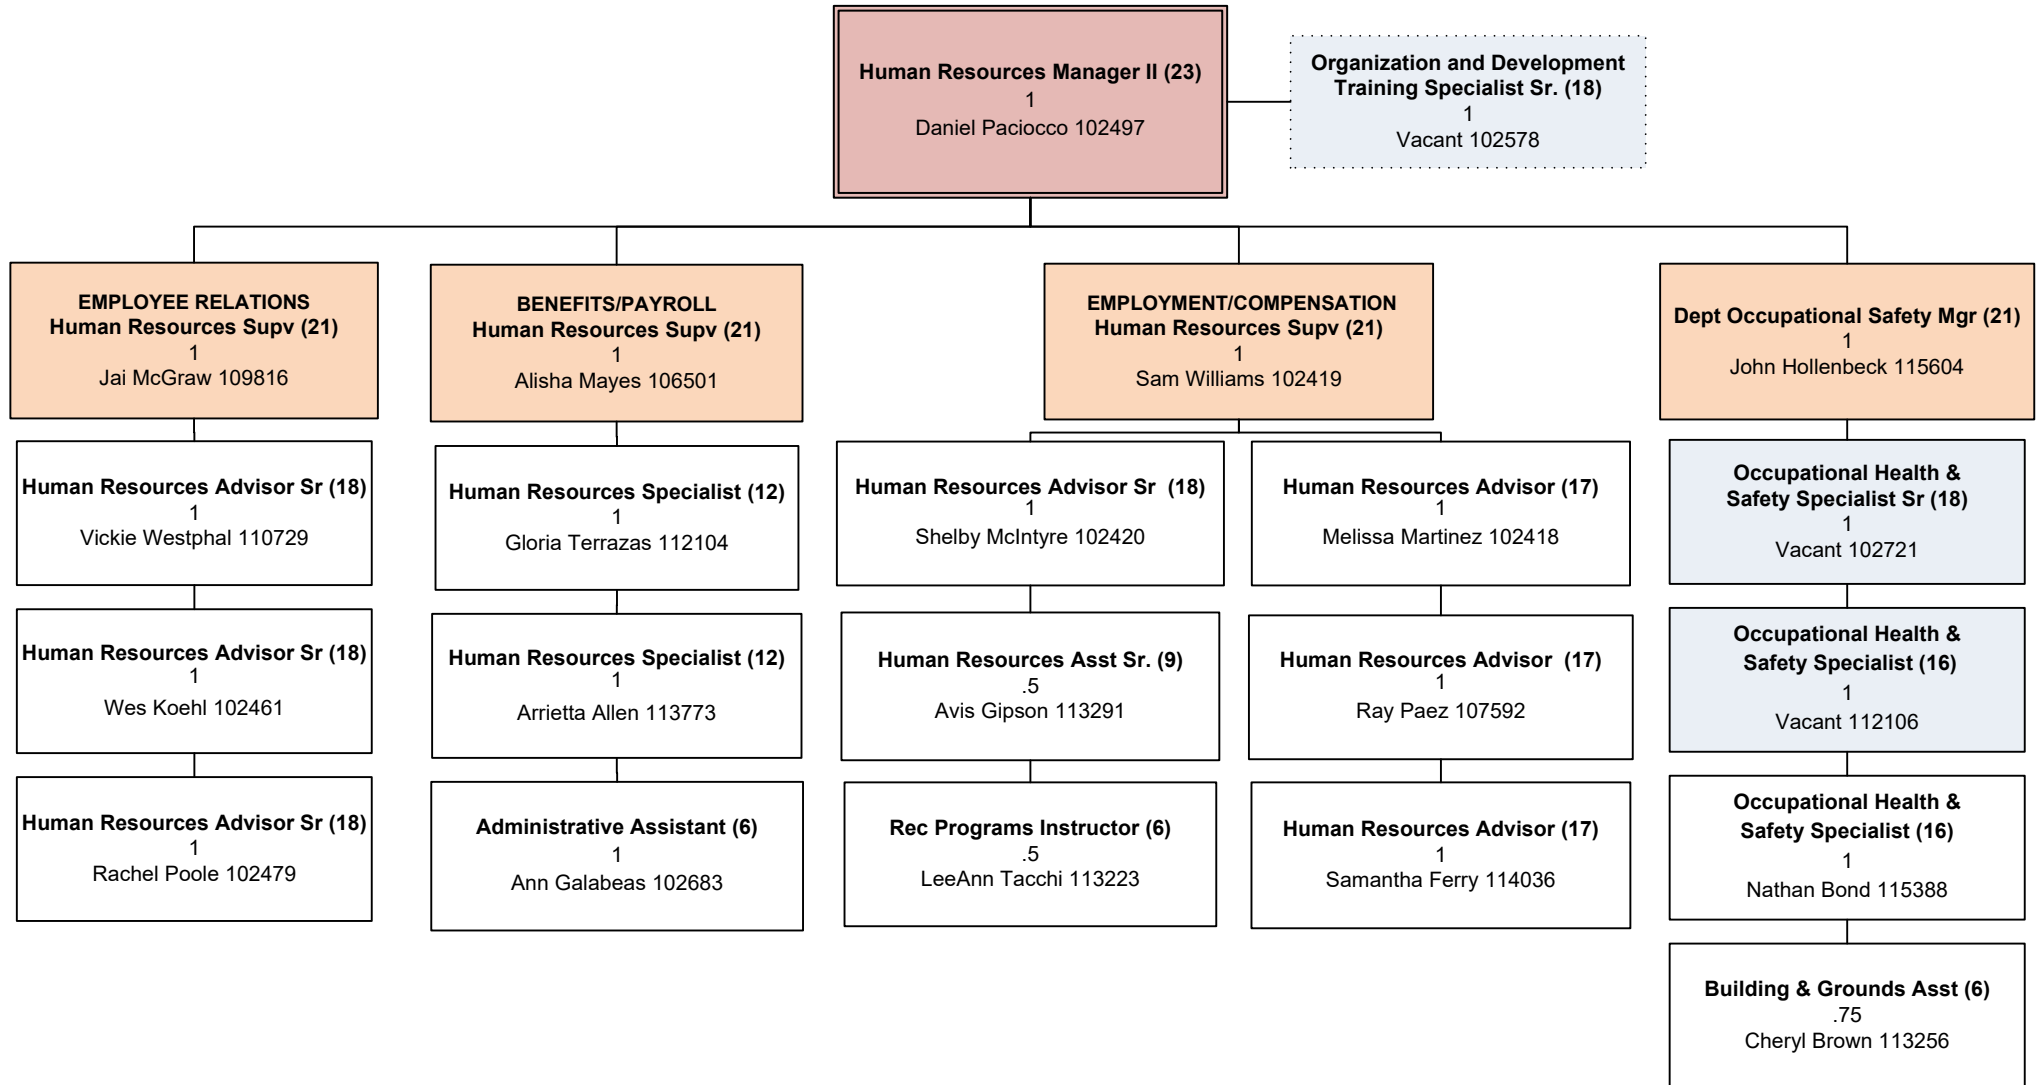 Human Resources Manager II (23)
1
Daniel Paciocco 102497
Organization and Development
Training Specialist Sr. (18)
1
Vacant 102578
EMPLOYEE RELATIONS
Human Resources Supv (21)
1
Jai McGraw 109816
Human Resources Advisor Sr (18)
1
Vickie Westphal 110729
Human Resources Advisor Sr (18)
1
Wes Koehl 102461
Human Resources Advisor Sr (18)
1
Rachel Poole 102479
BENEFITS/PAYROLL
Human Resources Supv (21)
1
Alisha Mayes 106501
Human Resources Specialist (12)
1
Gloria Terrazas 112104
Human Resources Specialist (12)
1
Arrietta Allen 113773
Administrative Assistant (6)
1
Ann Galabeas 102683
EMPLOYMENT/COMPENSATION
Human Resources Supv (21)
1
Sam Williams 102419
Human Resources Advisor Sr (18)
1
Shelby McIntyre 102420
Human Resources Asst Sr. (9)
.5
Avis Gipson 113291
Rec Programs Instructor (6)
.5
LeeAnn Tacchi 113223
Human Resources Advisor (17)
1
Melissa Martinez 102418
Human Resources Advisor (17)
1
Ray Paez 107592
Human Resources Advisor (17)
1
Samantha Ferry 114036
Dept Occupational Safety Mgr (21)
1
John Hollenbeck 115604
Occupational Health &
Safety Specialist Sr (18)
1
Vacant 102721
Occupational Health &
Safety Specialist (16)
1
Vacant 112106
Occupational Health &
Safety Specialist (16)
1
Nathan Bond 115388
Building & Grounds Asst (6)
.75
Cheryl Brown 113256